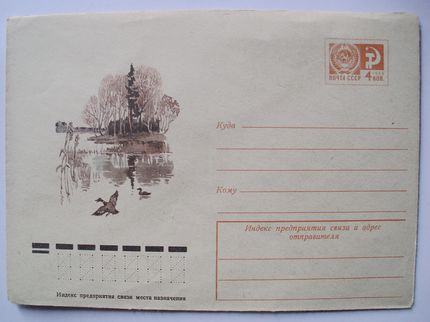 ПОЧТА СССР
4 КОП.
Куда
Кому
Индекс предприятия связи и адрес
отправителя
Индекс предприятия связи места назначения